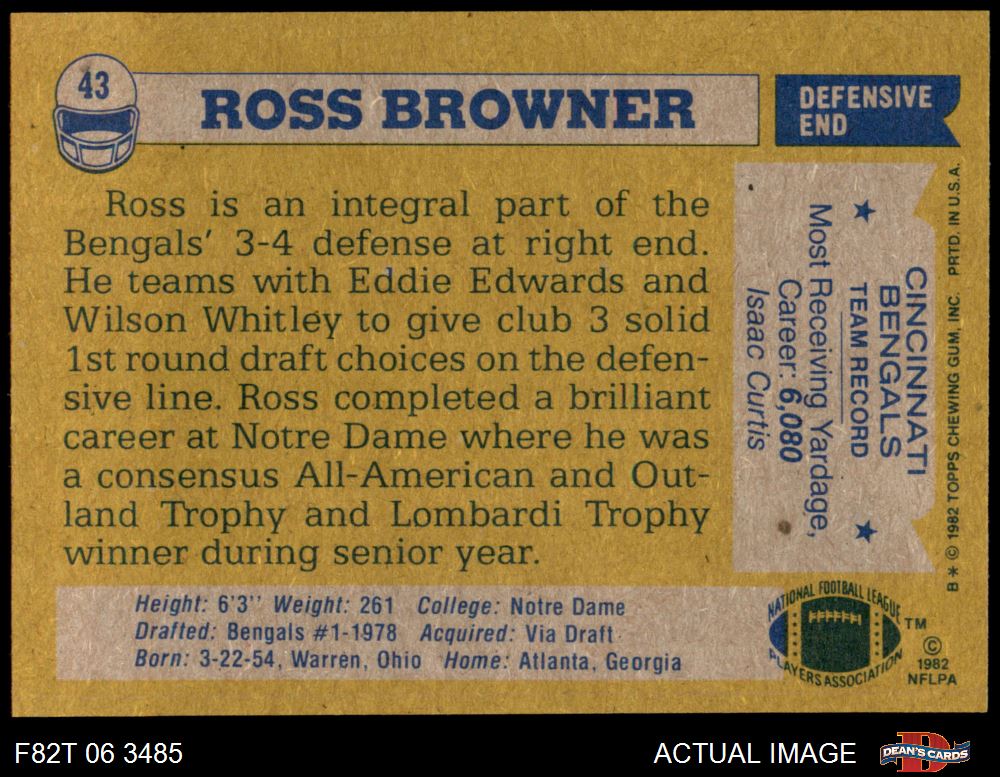 43
ROSS BROWNER
DEFENSIVE
END
Ross is an integral part of the
Bengals' 3-4 defense at right end.
He teams with Eddie Edwards and
Wilson Whitley to give club 3 solid
1st round draft choices on the defen-
sive line. Ross completed a brilliant
career at Notre Dame where he was
a consensus All-American and Out-
land Trophy and Lombardi Trophy
winner during senior year.
CINCINNATI
BENGALS
TEAM RECORD
Most Receiving Yardage,
Career: 6,080
Isaac Curtis
B * © 1982 TOPPS CHEWING GUM, INC. PRTD. IN U.S.A.
Height: 6'3" Weight: 261 College: Notre Dame
Drafted: Bengals #1-1978 Acquired: Via Draft
Born: 3-22-54, Warren, Ohio Home: Atlanta, Georgia
NATIONAL FOOTBALL LEAGUE
PLAYERS ASSOCIATION
TM
©
1982
NFLPA
F82T 06 3485
ACTUAL IMAGE
D
DEAN'S CARDS